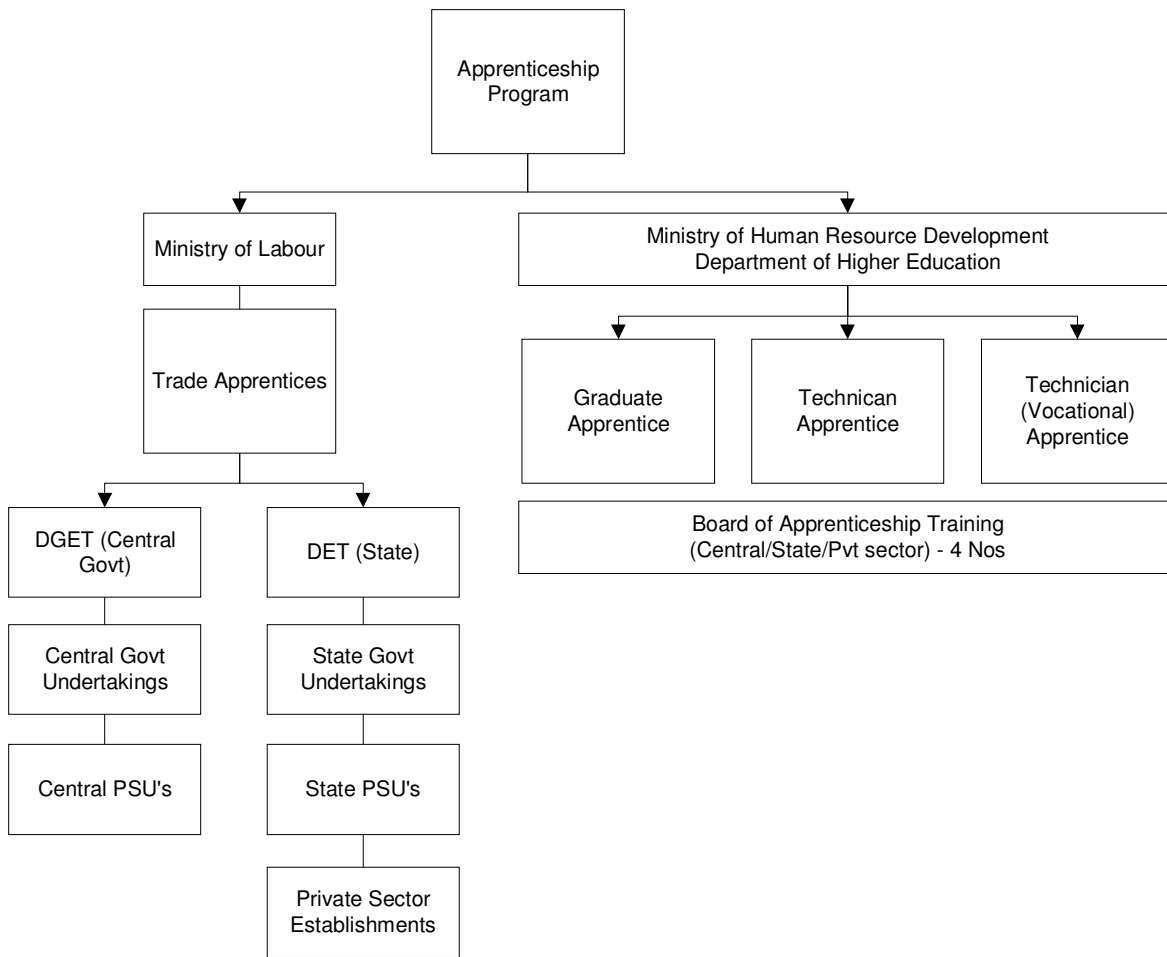 Apprenticeship
Program
Ministry of Labour
Ministry of Human Resource Development
Department of Higher Education
Trade Apprentices
Graduate
Apprentice
Technican
Apprentice
Technician
(Vocational)
Apprentice
DGET (Central
Govt)
DET (State)
Board of Apprenticeship Training
(Central/State/Pvt sector) - 4 Nos
Central Govt
Undertakings
State Govt
Undertakings
Central PSU's
State PSU's
Private Sector
Establishments